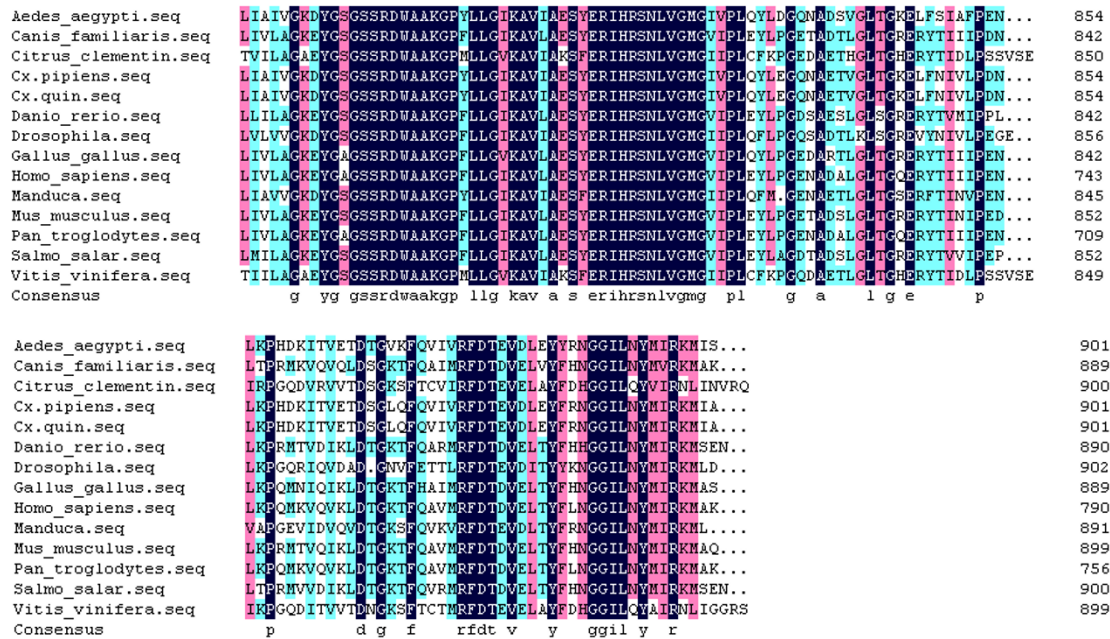 Aedes_aegypti.seq LIAIVGKDYGSGSSRDWAAKGPYLLGIKAVIAESYERIHRSNLVGMGIVPLQYLDGQNADSVGLTGKELFSIAFPEN... 854
Canis_familiaris.seq LIVLAGKEYGSGSSRDWAAKGPFLLGIKAVLAESYERIHRSNLVGMGVIPLEYLPGETADTLGLTGRERYTIIIPDN... 842
Citrus_clementin.seq TVILAGAEYGSGSSRDWAAKGPMLLGVKAVIAKSFERIHRSNLVGMGIIPLCFKPGEDAETHGLTGHERYTIDLPSSVSE 850
Cx.pipiens.seq LIAIVGKDYGSGSSRDWAAKGPYLLGIKAVIAESYERIHRSNLVGMGIVPLQYLEGQNAETVGLTGKELFNIVLPDN... 854
Cx.quin.seq LIAIVGKDYGSGSSRDWAAKGPYLLGIKAVIAESYERIHRSNLVGMGIVPLQYLEGQNAETVGLTGKELFNIVLPDN... 854
Danio_rerio.seq LLILAGKEYGSGSSRDWAAKGPFLLGIKAVLAESYERIHRSNLVGMGVIPLEYLPGDSAESLGLSGRERYTVMIPPL... 842
Drosophila.seq LVLVVGKDYGSGSSRDWAAKGPFLLGIKAVIAESYERIHRSNLVGMGIIPLQFLPGQSADTLKLSGREVYNIVLPEGE.. 856
Gallus_gallus.seq LIVLAGKEYGAGSSRDWAAKGPFLLGVKAVLAESYERIHRSNLVGMGVIPLQYLPGEDARTLGLTGRERYTIIIPEN... 842
Homo_sapiens.seq LIVLAGKEYGAGSSRDWAAKGPFLLGIKAVLAESYERIHRSNLVGMGVIPLEYLPGENADALGLTGQERYTIIIPEN... 743
Manduca.seq LIAVVGKDYGSGSSRDWAAKGPYLLGIKAVIAESYERIHRSNLVGMGIVPLQFM.GENAETLGLTGSERFTINVPEN... 845
Mus_musculus.seq LIVLAGKEYGSGSSRDWAAKGPFLLGIKAVLAESYERIHRSNLVGMGVIPLEYLPGETADSLGLTGRERYTINIPED... 852
Pan_troglodytes.seq LIVLAGKEYGAGSSRDWAAKGPFLLGIKAVLAESYERIHRSNLVGMGVIPLEYLPGENADALGLTGQERYTIIIPEN... 709
Salmo_salar.seq LMILAGKEYGSGSSRDWAAKGPFLLGIKAVLAESYERIHRSNLVGMGVIPLEYLAGDTADSLGLTGRERYTVVIPEP... 852
Vitis_vinifera.seq TIILAGAEYGSGSSRDWAAKGPMLLGVKAVIAKSFERIHRSNLVGMGIIPLCFKPGQDAETLGLTGHERYTIDLPSSVSE 849
Consensus g yg gssrdwaakgp llg kav a s erihrsnlvgmg pl g a l g e p
Aedes_aegypti.seq LKPHDKITVETDTGVKFQVIVRFDTEVDLEYYRNGGILNYMIRKMIS... 901
Canis_familiaris.seq LTPRMKVQVQLDSGKTFQAIMRFDTDVELVYFHNGGILNYMVRKMAK... 889
Citrus_clementin.seq IRPGQDVRVVTDSGKSFTCVIRFDTEVELAYFDHGGILQYVIRNLINVRQ 900
Cx.pipiens.seq LKPHDKITVETDSGLQFQVIVRFDTEVDLEYFRNGGILNYMIRKMIA... 901
Cx.quin.seq LKPHDKITVETDSGLQFQVIVRFDTEVDLEYFRNGGILNYMIRKMIA... 901
Danio_rerio.seq LKPRMTVDIKLDTGKTFQARMRFDTDVELTYFHHGGILNYMIRKMSEN.. 890
Drosophila.seq LKPGQRIQVDAD.GNVFETTLRFDTEVDITYYKNGGILNYMIRKMLD... 902
Gallus_gallus.seq LKPQMNIQIKLDTGKTFHAIMRFDTDVELTYFHNGGILNYMIRKMAS... 889
Homo_sapiens.seq LKPQMKVQVKLDTGKTFQAVMRFDTDVELTYFLNGGILNYMIRKMAK... 790
Manduca.seq VAPGEVIDVQVDTGKSFQVKVRFDTEVDLTYFRNGGILNYMIRKML.... 891
Mus_musculus.seq LKPRMTVQIKLDTGKTFQAVMRFDTDVELTYFHNGGILNYMIRKMAQ... 899
Pan_troglodytes.seq LKPQMKVQVKLDTGKTFQAVMRFDTDVELTYFLNGGILNYMIRKMAK... 756
Salmo_salar.seq LTPRMVVDIKLDTGKTFQVRMRFDTDVELTYFHNGGILNYMIRKMSEN.. 900
Vitis_vinifera.seq IKPGQDITVVTDNGKSFTCTMRFDTEVELAYFDHGGILQYAIRNLIGGRS 899
Consensus p d g f rfdt v y ggil y r